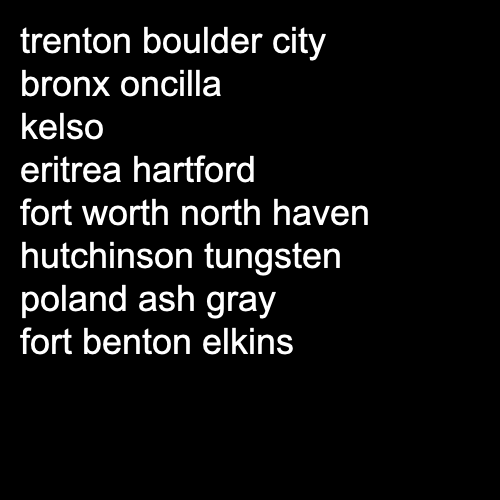 trenton boulder city
bronx oncilla
kelso
eritrea hartford
fort worth north haven
hutchinson tungsten
poland ash gray
fort benton elkins